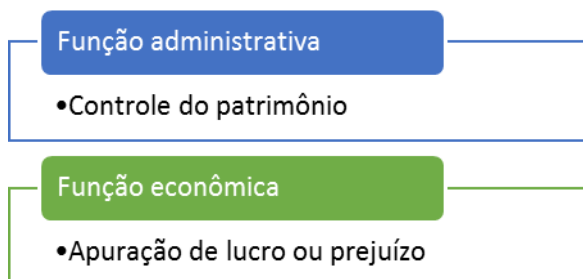 Função administrativa
•Controle do patrimônio
Função econômica
•Apuração de lucro ou prejuízo